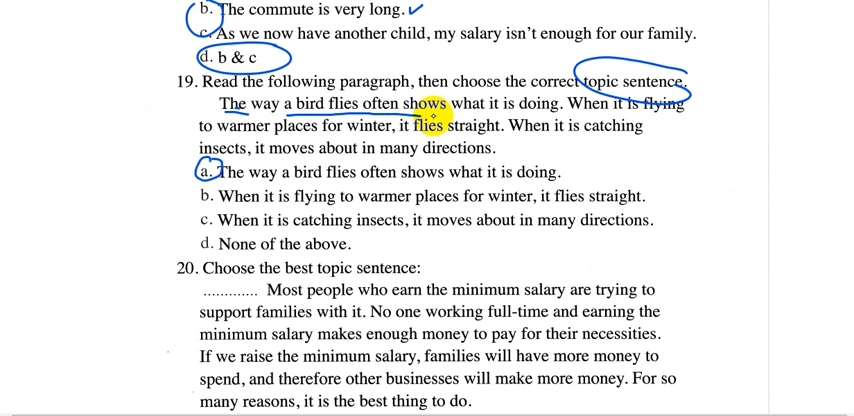 b. The commute is very long.
c. As we now have another child, my salary isn't enough for our family.
d. b & c
19. Read the following paragraph, then choose the correct topic sentence.
The way a bird flies often shows what it is doing. When it is flying
to warmer places for winter, it flies straight. When it is catching
insects, it moves about in many directions.
a. The way a bird flies often shows what it is doing.
b. When it is flying to warmer places for winter, it flies straight.
c. When it is catching insects, it moves about in many directions.
d. None of the above.
20. Choose the best topic sentence:
............. Most people who earn the minimum salary are trying to
support families with it. No one working full-time and earning the
minimum salary makes enough money to pay for their necessities.
If we raise the minimum salary, families will have more money to
spend, and therefore other businesses will make more money. For so
many reasons, it is the best thing to do.